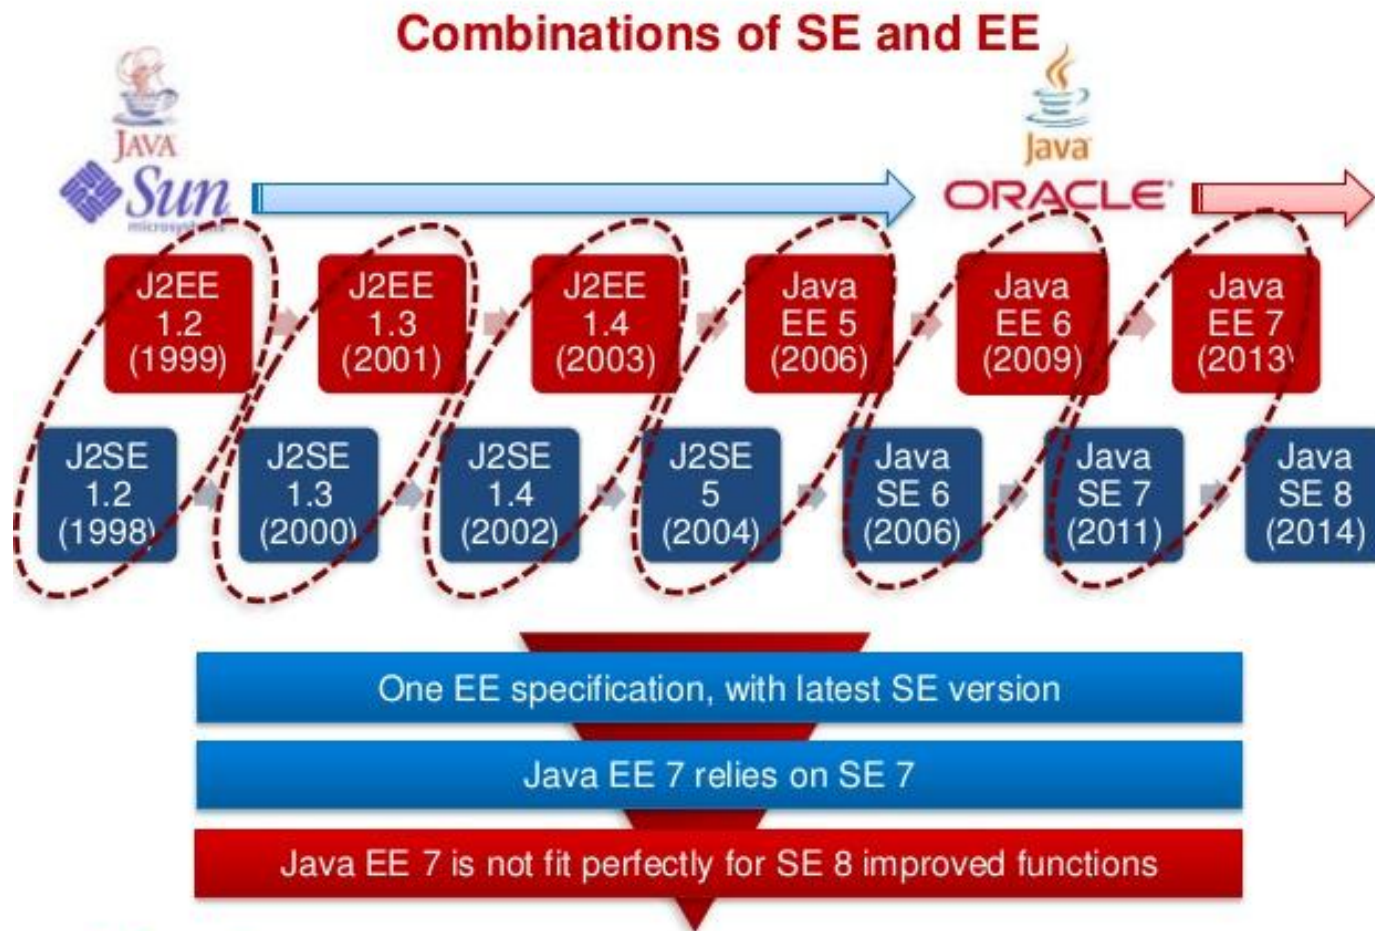 Combinations of SE and EE
JAVA
Sun
microsystems
Java
ORACLE
J2EE
1.2
(1999)
J2EE
1.3
(2001)
J2EE
1.4
(2003)
Java
EE 5
(2006)
Java
EE 6
(2009)
Java
EE 7
(2013)
J2SE
1.2
(1998)
J2SE
1.3
(2000)
J2SE
1.4
(2002)
J2SE
5
(2004)
Java
SE 6
(2006)
Java
SE 7
(2011)
Java
SE 8
(2014)
One EE specification, with latest SE version
Java EE 7 relies on SE 7
Java EE 7 is not fit perfectly for SE 8 improved functions